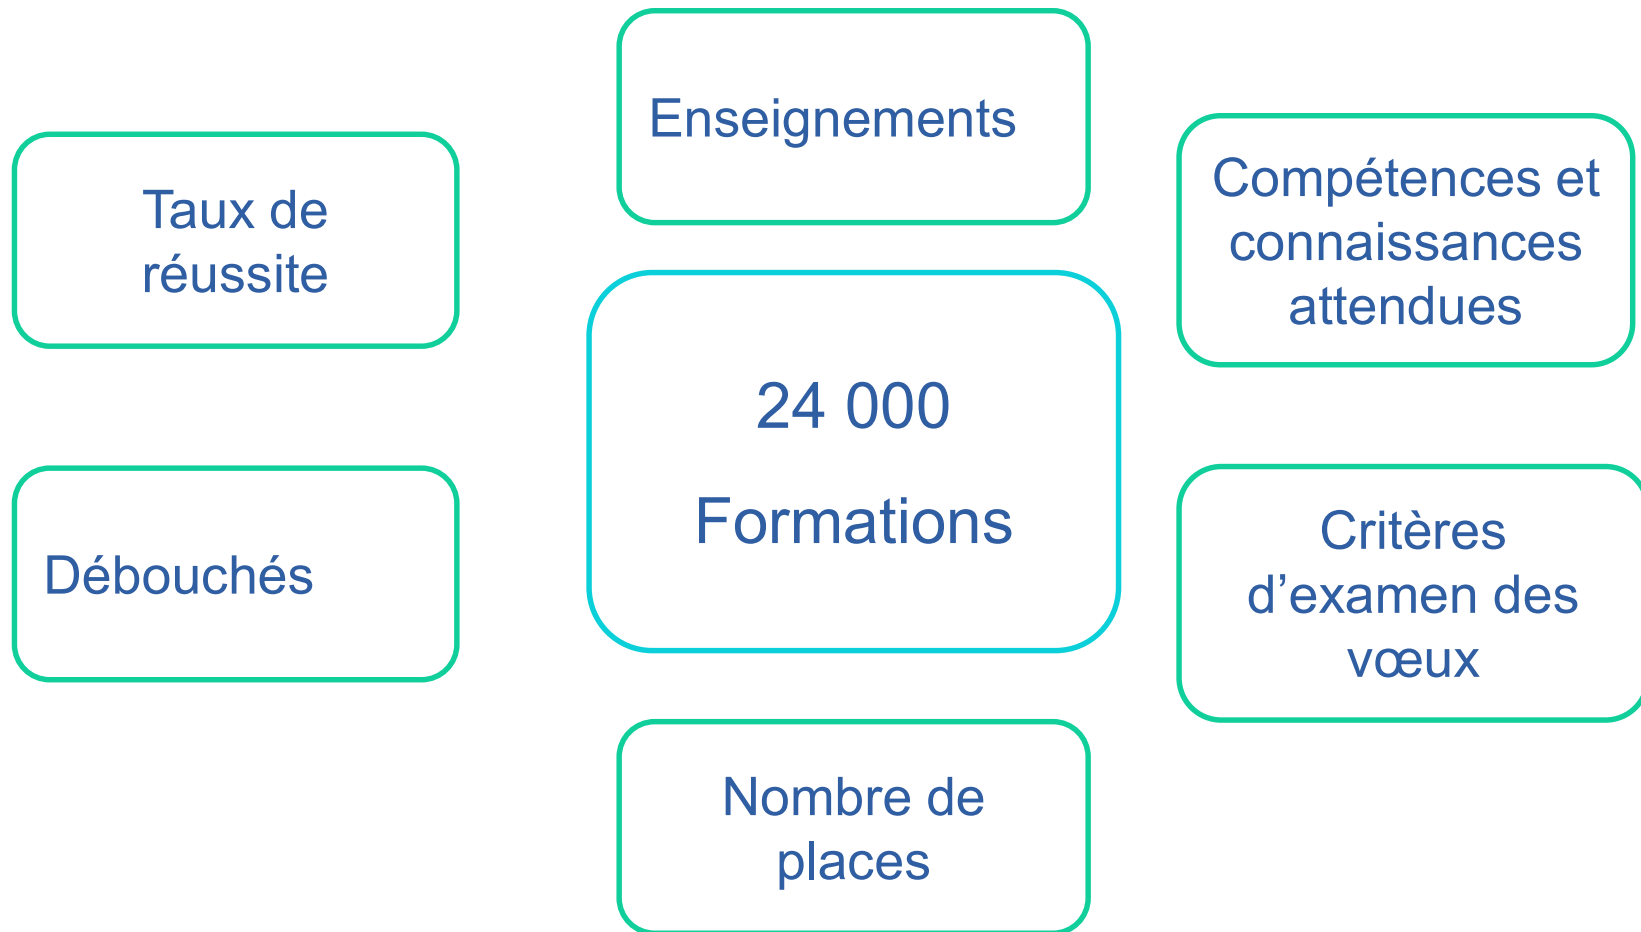 Enseignements
Taux de
réussite
Compétences et
connaissances
attendues
24 000
Formations
Débouchés
Critères
d’examen des
vœux
Nombre de
places